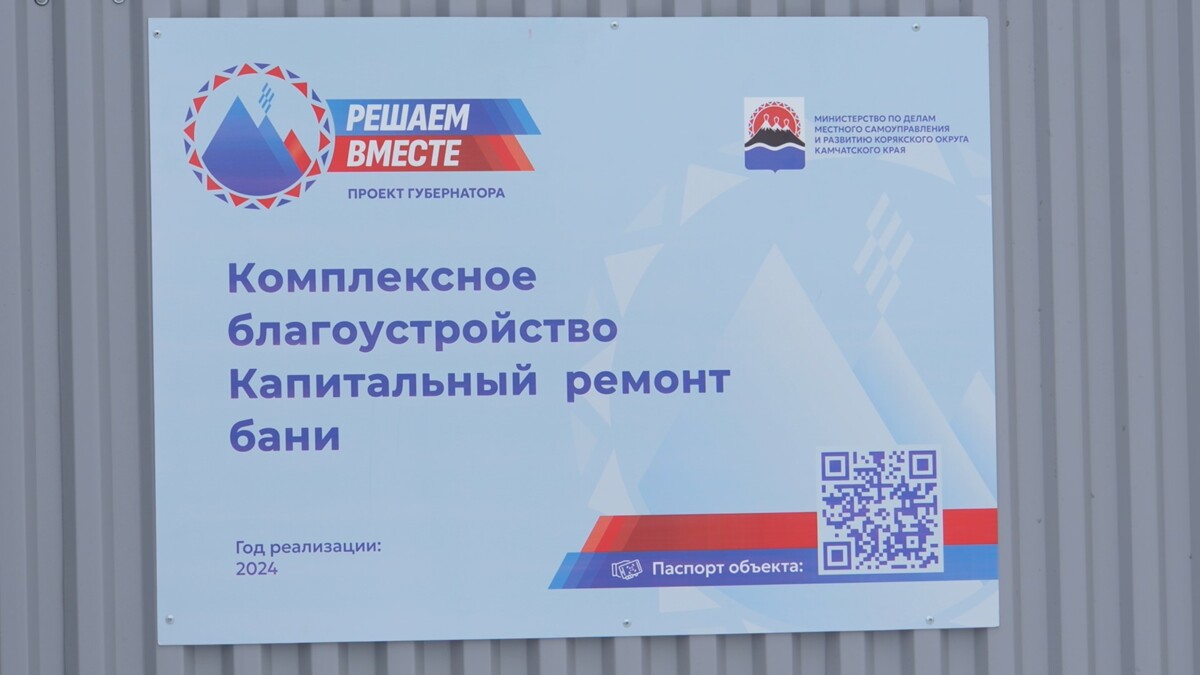 РЕШАЕМ
ВМЕСТЕ
ПРОЕКТ ГУБЕРНАТОРА
МИНИСТЕРСТВО ПО ДЕЛАМ
МЕСТНОГО САМОУПРАВЛЕНИЯ
И РАЗВИТИЮ КОРЯКСКОГО ОКРУГА
КАМЧАТСКОГО КРАЯ
Комплексное
благоустройство
Капитальный ремонт
бани
Год реализации:
2024
Паспорт объекта: